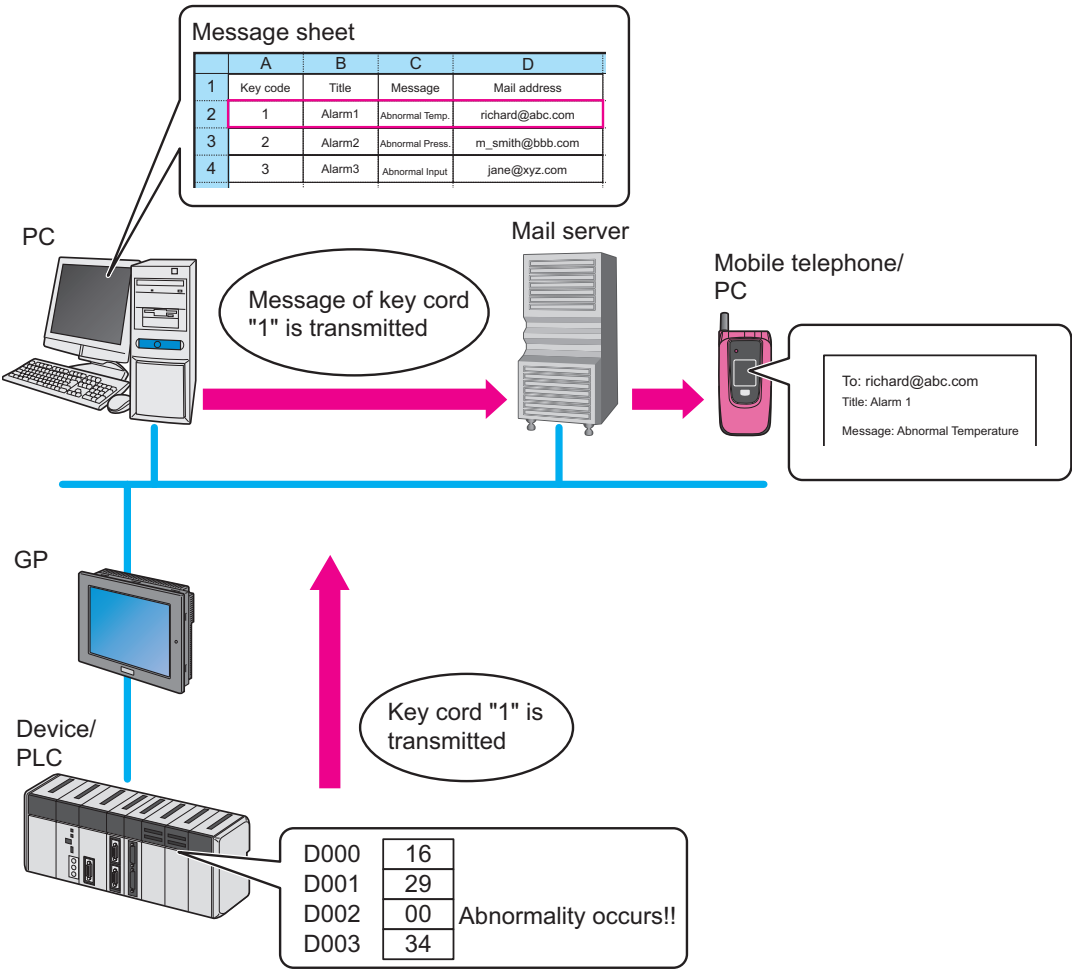 Message sheet
A B C D
1 Key code Title Message Mail address
2 1 Alarm1 Abnormal Temp. richard@abc.com
3 2 Alarm2 Abnormal Press. m_smith@bbb.com
4 3 Alarm3 Abnormal Input jane@xyz.com
PC
Mail server
Message of key cord
"1" is transmitted
Mobile telephone/
PC
To: richard@abc.com
Title: Alarm 1
Message: Abnormal Temperature
GP
Key cord "1" is
transmitted
Device/
PLC
D000 16
D001 29
D002 00 Abnormality occurs!!
D003 34